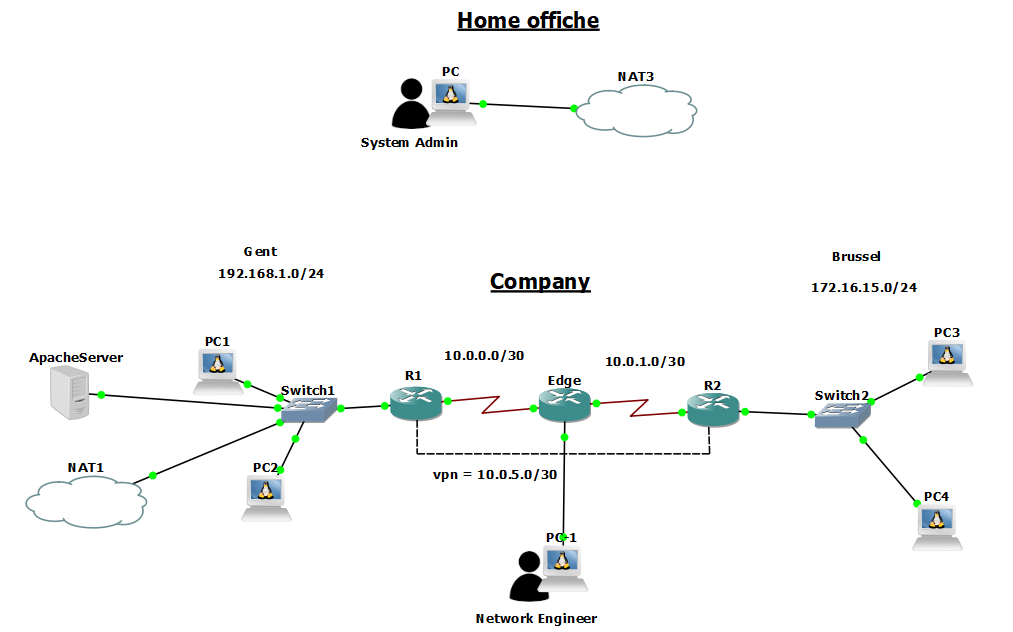 Home offiche
PC
NAT3
System Admin
Gent
192.168.1.0/24
Company
Brussel
172.16.15.0/24
ApacheServer
PC1
Switch1
R1
10.0.0.0/30
Edge
10.0.1.0/30
R2
Switch2
PC3
NAT1
PC2
vpn = 10.0.5.0/30
PC4
PC-1
Network Engineer